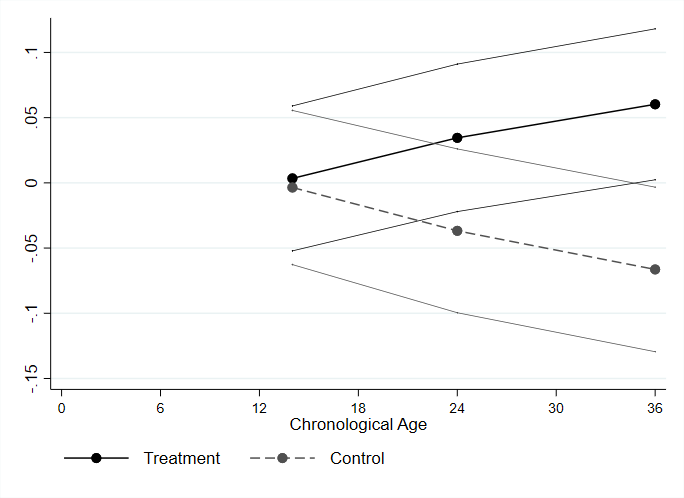 .1
.05
0
-.05
-.1
-.15
0 6 12 18 24 30 36
Chronological Age
Treatment Control